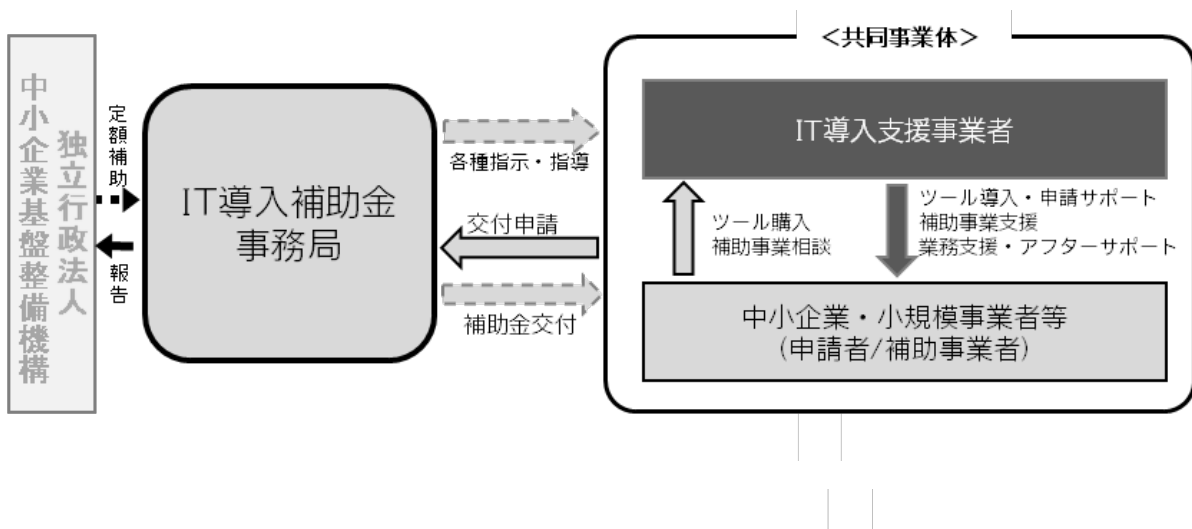 独立行政法人
中小企業基盤整備機構
定額補助
報告
IT導入補助金
事務局
各種指示・指導
交付申請
補助金交付
＜共同事業体＞
IT導入支援事業者
ツール購入
補助事業相談
ツール導入・申請サポート
補助事業支援
業務支援・アフターサポート
中小企業・小規模事業者等
(申請者/補助事業者)